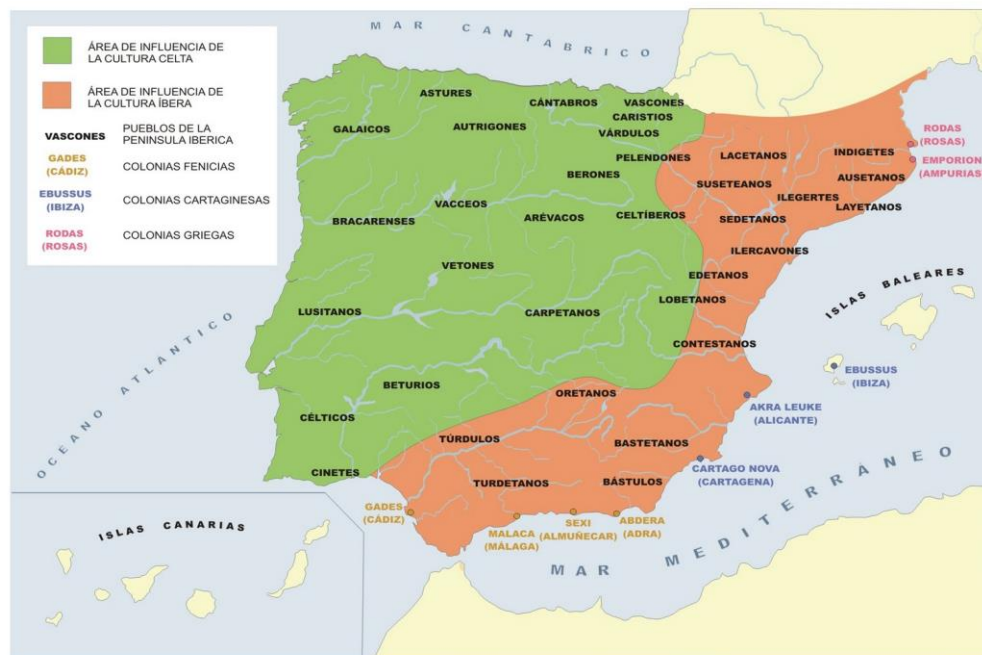 MAR CANTABRICO
ÁREA DE INFLUENCIA DE
LA CULTURA CELTA
ÁREA DE INFLUENCIA DE
LA CULTURA ÍBERA
VASCONES
PUEBLOS DE LA
PENINSULA IBERICA
GADES
(CÁDIZ)
COLONIAS FENICIAS
EBUSSUS
(IBIZA)
COLONIAS CARTAGINESAS
RODAS
(ROSAS)
COLONIAS GRIEGAS
ASTURES
CÁNTABROS
VASCONES
CARISTIOS
GALAICOS
AUTRIGONES
VÁRDULOS
PELENDONES
LACETANOS
INDIGETES
RODAS
(ROSAS)
EMPORION
(AMPURIAS)
BERONES
SUSETEANOS
AUSETANOS
ILEGERTES
VACCEOS
LAYETANOS
BRACARENSES
ARÉVACOS
CELTÍBEROS
SEDETANOS
ILERCAVONES
VETONES
EDETANOS
LOBETANOS
LUSITANOS
CARPETANOS
ISLAS BALEARES
CONTESTANOS
OCEANO ATLANTICO
EBUSSUS
(IBIZA)
BETURIOS
ORETANOS
AKRA LEUKE
(ALICANTE)
CÉLTICOS
TÚRDULOS
BASTETANOS
CINETES
TURDETANOS
BÁSTULOS
CARTAGO NOVA
(CARTAGENA)
GADES
(CÁDIZ)
MALACA
(MÁLAGA)
SEXI
(ALMUÑECAR)
ABDERA
(ADRA)
MAR MEDITERRÁNEO
ISLAS CANARIAS